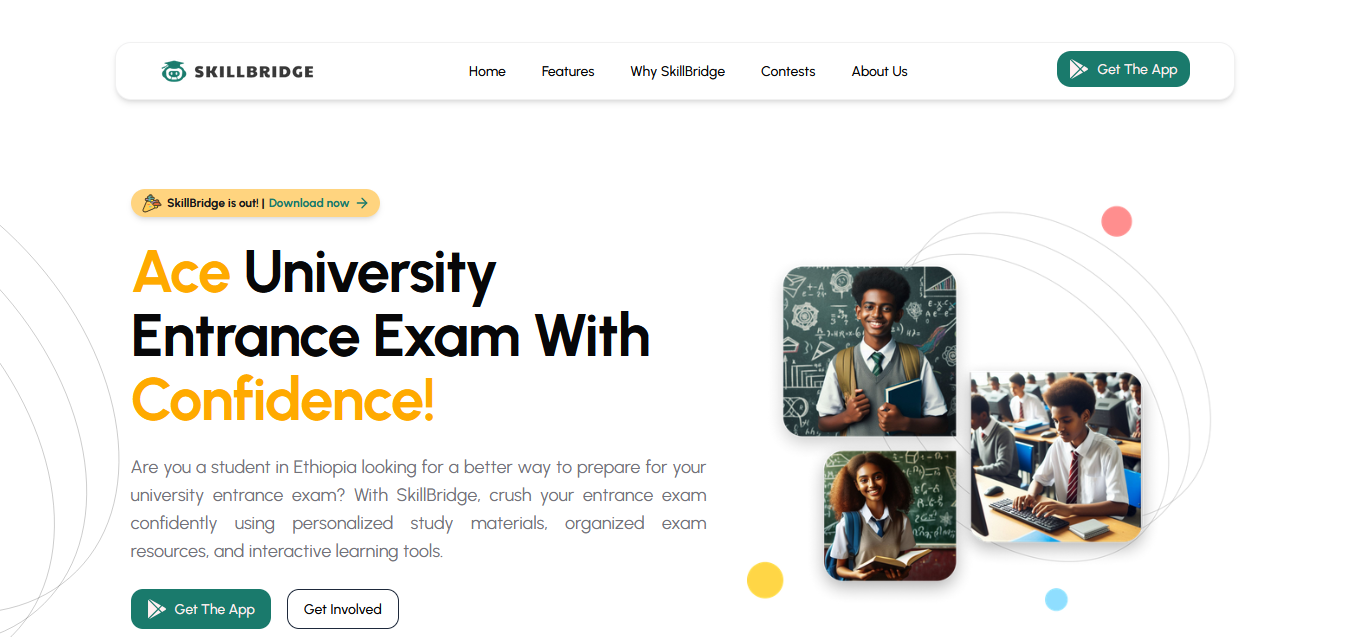 SKILLBRIDGE
Home
Features
Why SkillBridge
Contests
About Us
Get The App
SkillBridge is out! | Download now
Ace University
Entrance Exam With
Confidence!
Are you a student in Ethiopia looking for a better way to prepare for your
university entrance exam? With SkillBridge, crush your entrance exam
confidently using personalized study materials, organized exam
resources, and interactive learning tools.
Get The App
Get Involved